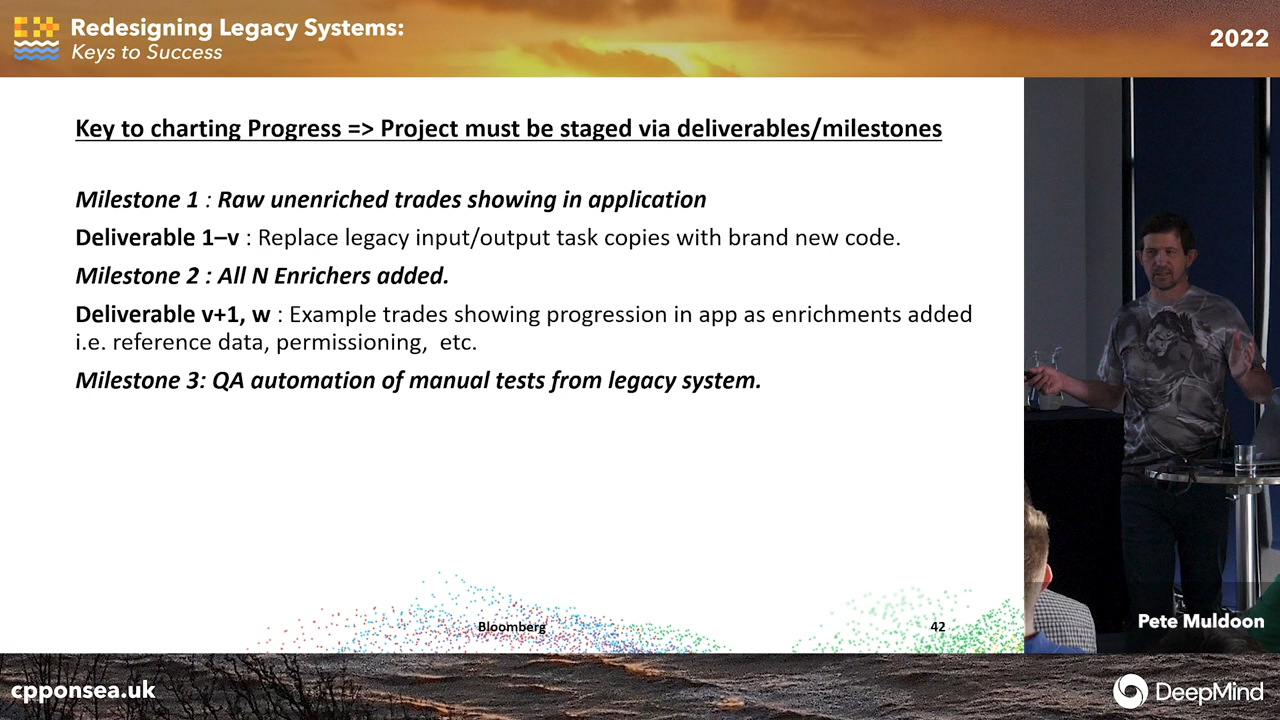 Redesigning Legacy Systems:
Keys to Success
2022
Key to charting Progress => Project must be staged via deliverables/milestones
Milestone 1 : Raw unenriched trades showing in application
Deliverable 1–v : Replace legacy input/output task copies with brand new code.
Milestone 2 : All N Enrichers added.
Deliverable v+1, w : Example trades showing progression in app as enrichments added
i.e. reference data, permissioning, etc.
Milestone 3: QA automation of manual tests from legacy system.
Bloomberg
42
Pete Muldoon
cpponsea.uk
DeepMind